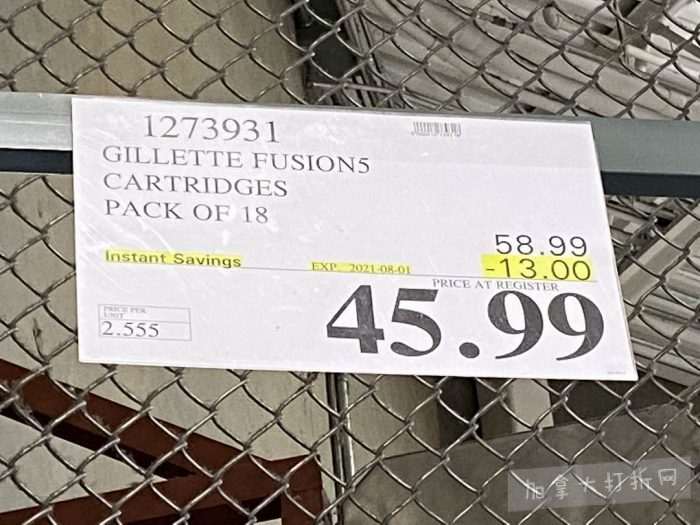 1273931
GILLETTE FUSION5
CARTRIDGES
PACK OF 18
58.99
Instant Savings
EXP. 2021-08-01
-13.00
PRICE AT REGISTER
45.99
PRICE PER
UNIT
2.555
拿大打折网